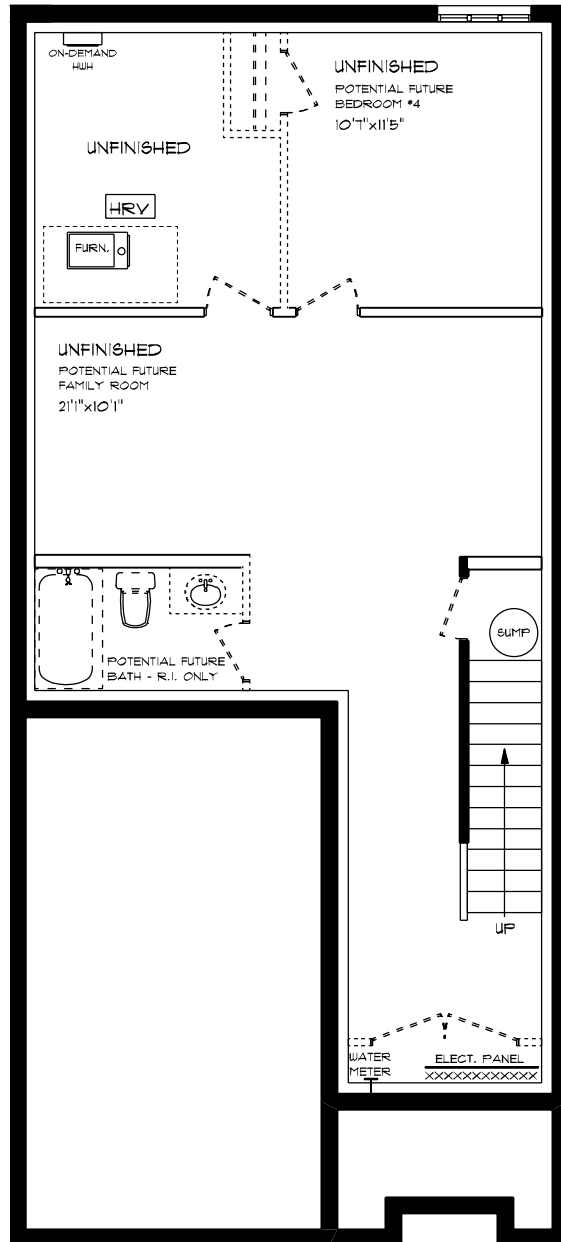 ON-DEMAND
HWH
UNFINISHED
POTENTIAL FUTURE
BEDROOM #4
10'7"x11'5"
UNFINISHED
HRV
FURN.
UNFINISHED
POTENTIAL FUTURE
FAMILY ROOM
21'1"x10'1"
SUMP
POTENTIAL FUTURE
BATH - R.I. ONLY
UP
WATER
METER
ELECT. PANEL